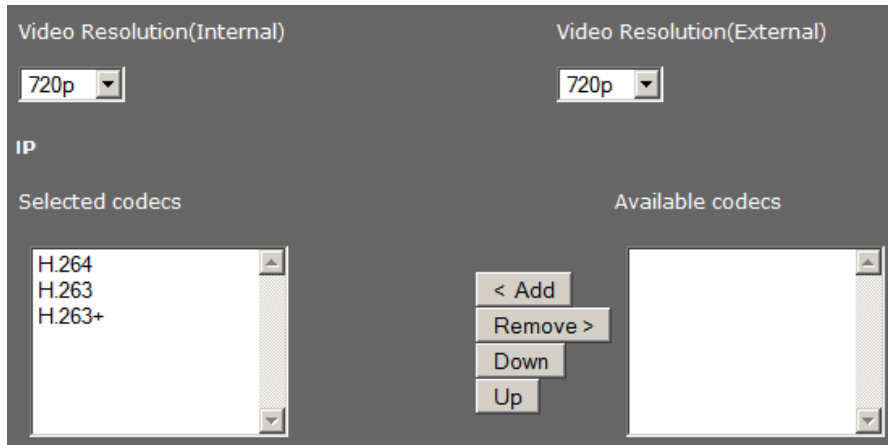 Video Resolution(Internal) Video Resolution(External)
720p 720p
IP
Selected codecs Available codecs
H.264
H.263
H.263+
< Add
Remove >
Down
Up